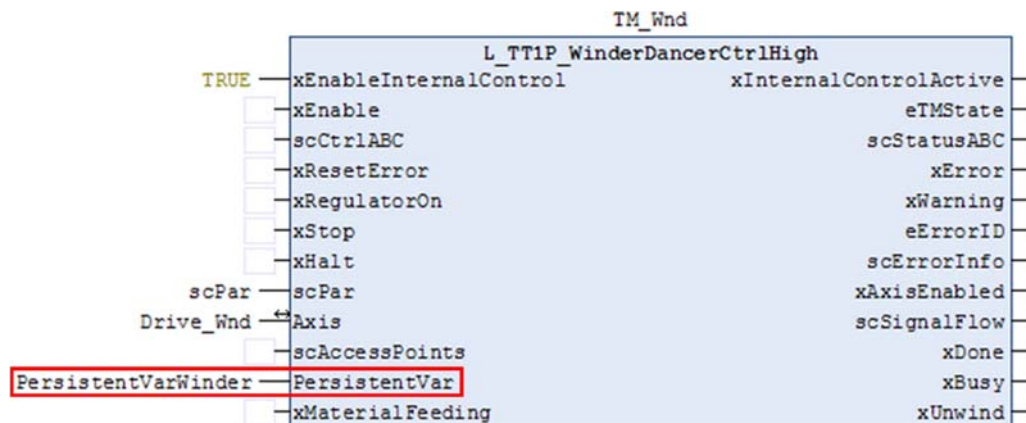 TM_Wnd
L_TT1P_WinderDancerCtrlHigh
TRUE xEnableInternalControl xInternalControlActive
xEnable eTMState
scCtrlABC scStatusABC
xResetError xError
xRegulatorOn xWarning
xStop eErrorID
xHalt scErrorInfo
scPar scPar xAxisEnabled
Drive_Wnd Axis scSignalFlow
scAccessPoints xDone
PersistentVarWinder PersistentVar xBusy
xMaterialFeeding xUnwind